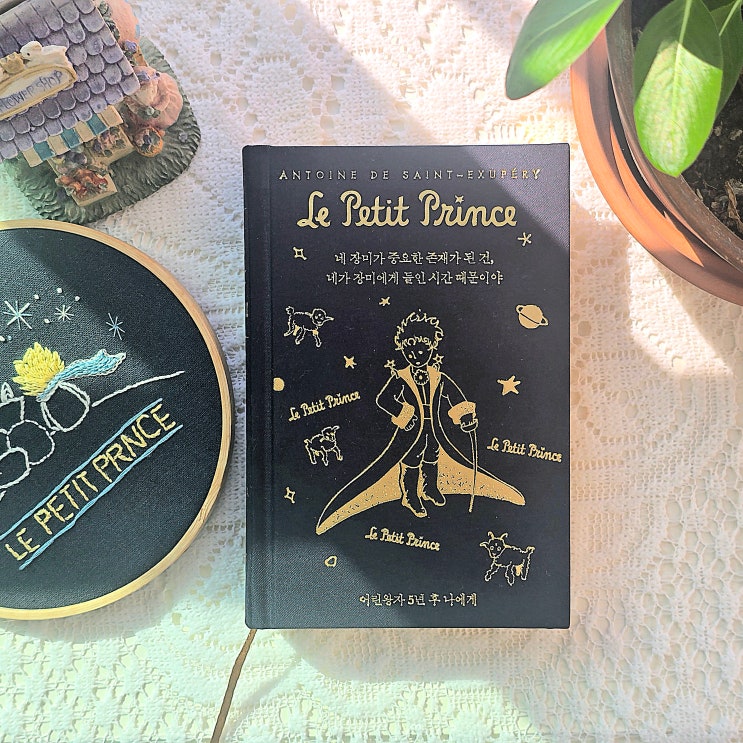 FLOWER SHOP
ANTOINE DE SAINT-EXUPÉRY
Le Petit Prince
네 장미가 중요한 존재가 된 건,
네가 장미에게 들인 시간 때문이야
Le Petit Prince
Le Petit Prince
Le Petit Prince
어린왕자 5년 후 나에게
LE PETIT PRNCE